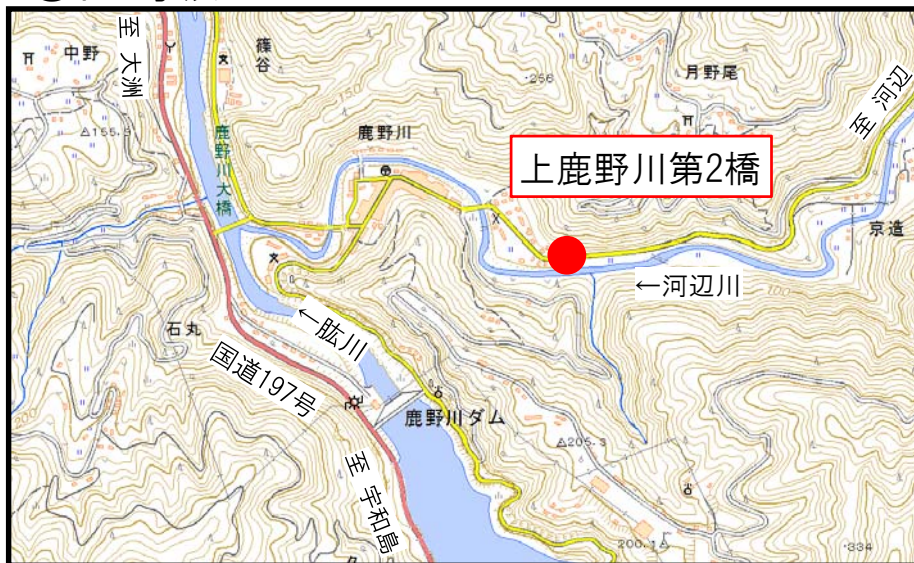 中野
至 大洲
篠谷
150
・256
月野尾
至 河辺
△155.5
鹿野川
鹿野川大橋
上鹿野川第2橋
京造
←河辺川
石丸
←肱川
国道197号
鹿野川ダム
△205.3
200
至 宇和島
200.1
・334